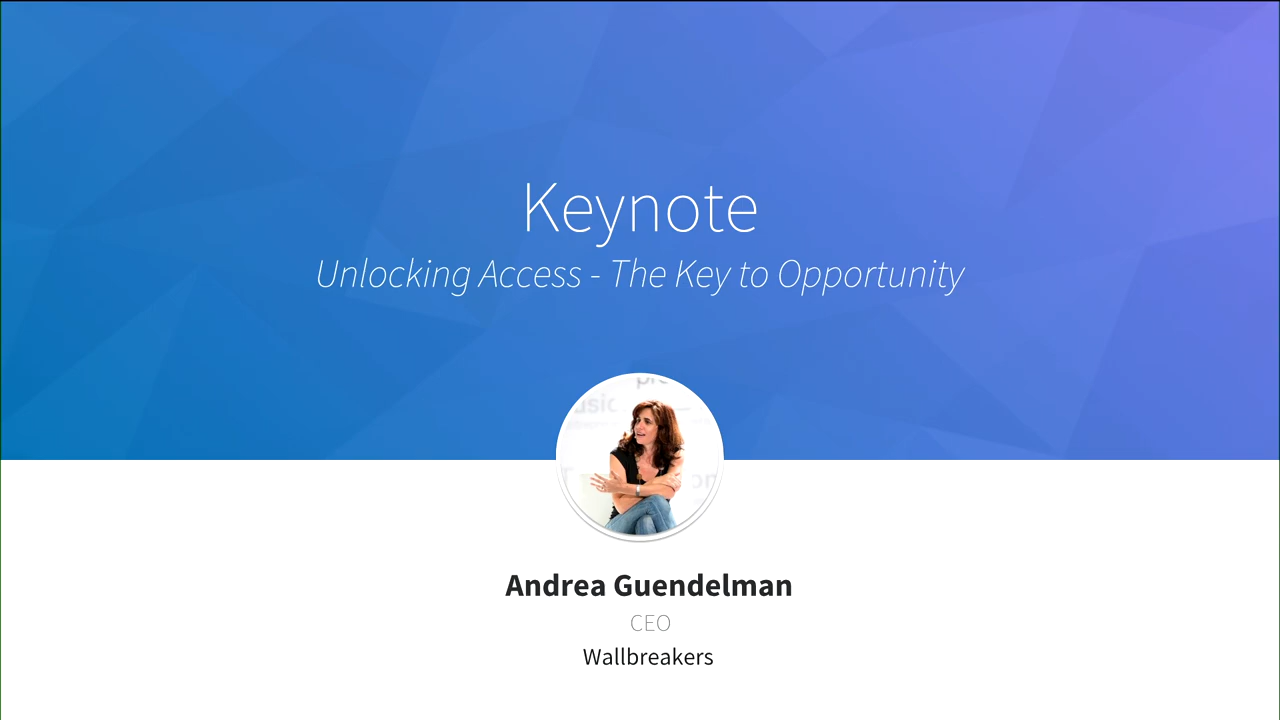 Keynote
Unlocking Access - The Key to Opportunity
Andrea Guendelman
CEO
Wallbreakers